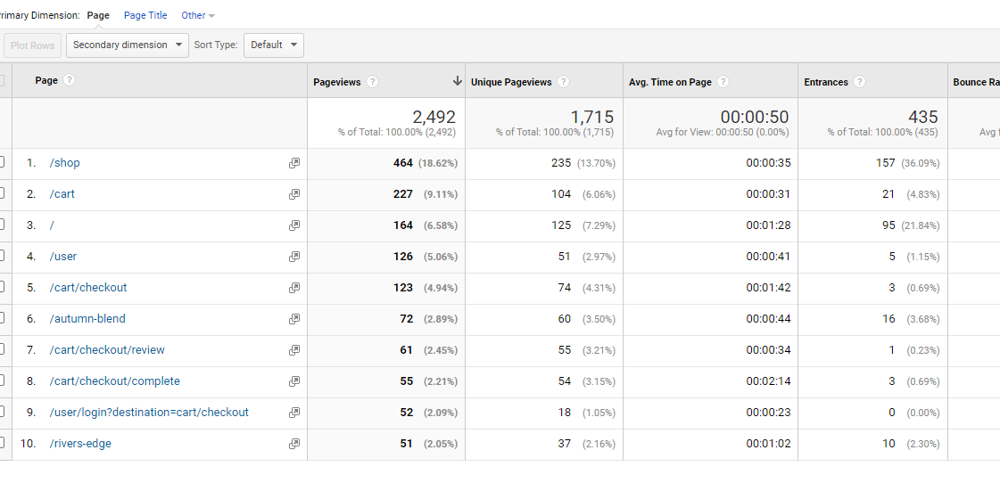 rimary Dimension: Page Page Title Other
Plot Rows Secondary dimension Sort Type: Default
Page ? Pageviews ? Unique Pageviews ? Avg. Time on Page ? Entrances ? Bounce Ra
2,492 1,715 00:00:50 435
% of Total: 100.00% (2,492) % of Total: 100.00% (1,715) Avg for View: 00:00:50 (0.00%) % of Total: 100.00% (435) Avg f
1. /shop 464 (18.62%) 235 (13.70%) 00:00:35 157 (36.09%)
2. /cart 227 (9.11%) 104 (6.06%) 00:00:31 21 (4.83%)
3. / 164 (6.58%) 125 (7.29%) 00:01:28 95 (21.84%)
4. /user 126 (5.06%) 51 (2.97%) 00:00:41 5 (1.15%)
5. /cart/checkout 123 (4.94%) 74 (4.31%) 00:01:42 3 (0.69%)
6. /autumn-blend 72 (2.89%) 60 (3.50%) 00:00:44 16 (3.68%)
7. /cart/checkout/review 61 (2.45%) 55 (3.21%) 00:00:34 1 (0.23%)
8. /cart/checkout/complete 55 (2.21%) 54 (3.15%) 00:02:14 3 (0.69%)
9. /user/login?destination=cart/checkout 52 (2.09%) 18 (1.05%) 00:00:23 0 (0.00%)
10. /rivers-edge 51 (2.05%) 37 (2.16%) 00:01:02 10 (2.30%)